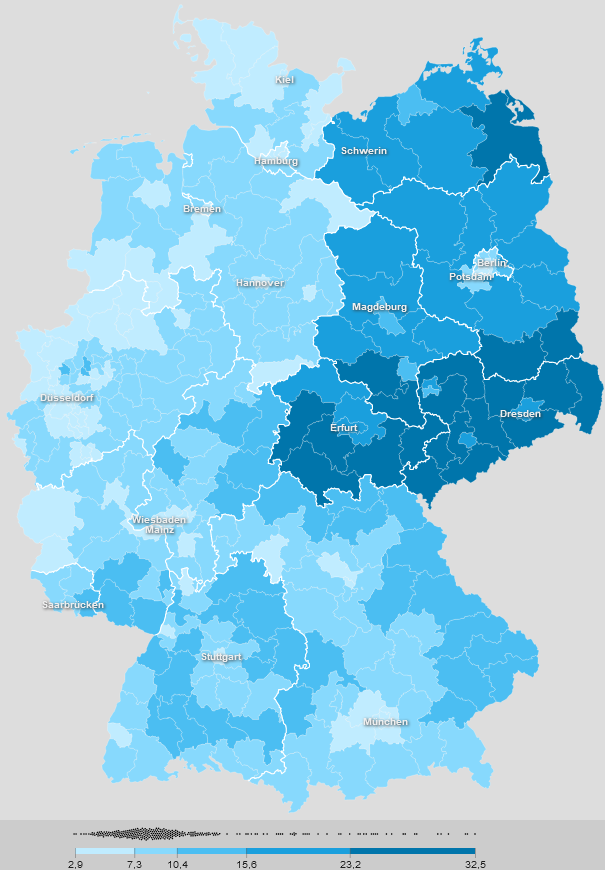 Kiel
Hamburg
Schwerin
Bremen
Berlin
Potsdam
Hannover
Magdeburg
Düsseldorf
Dresden
Erfurt
Wiesbaden
Mainz
Saarbrücken
Stuttgart
München
2,9 7,3 10,4 15,6 23,2 32,5